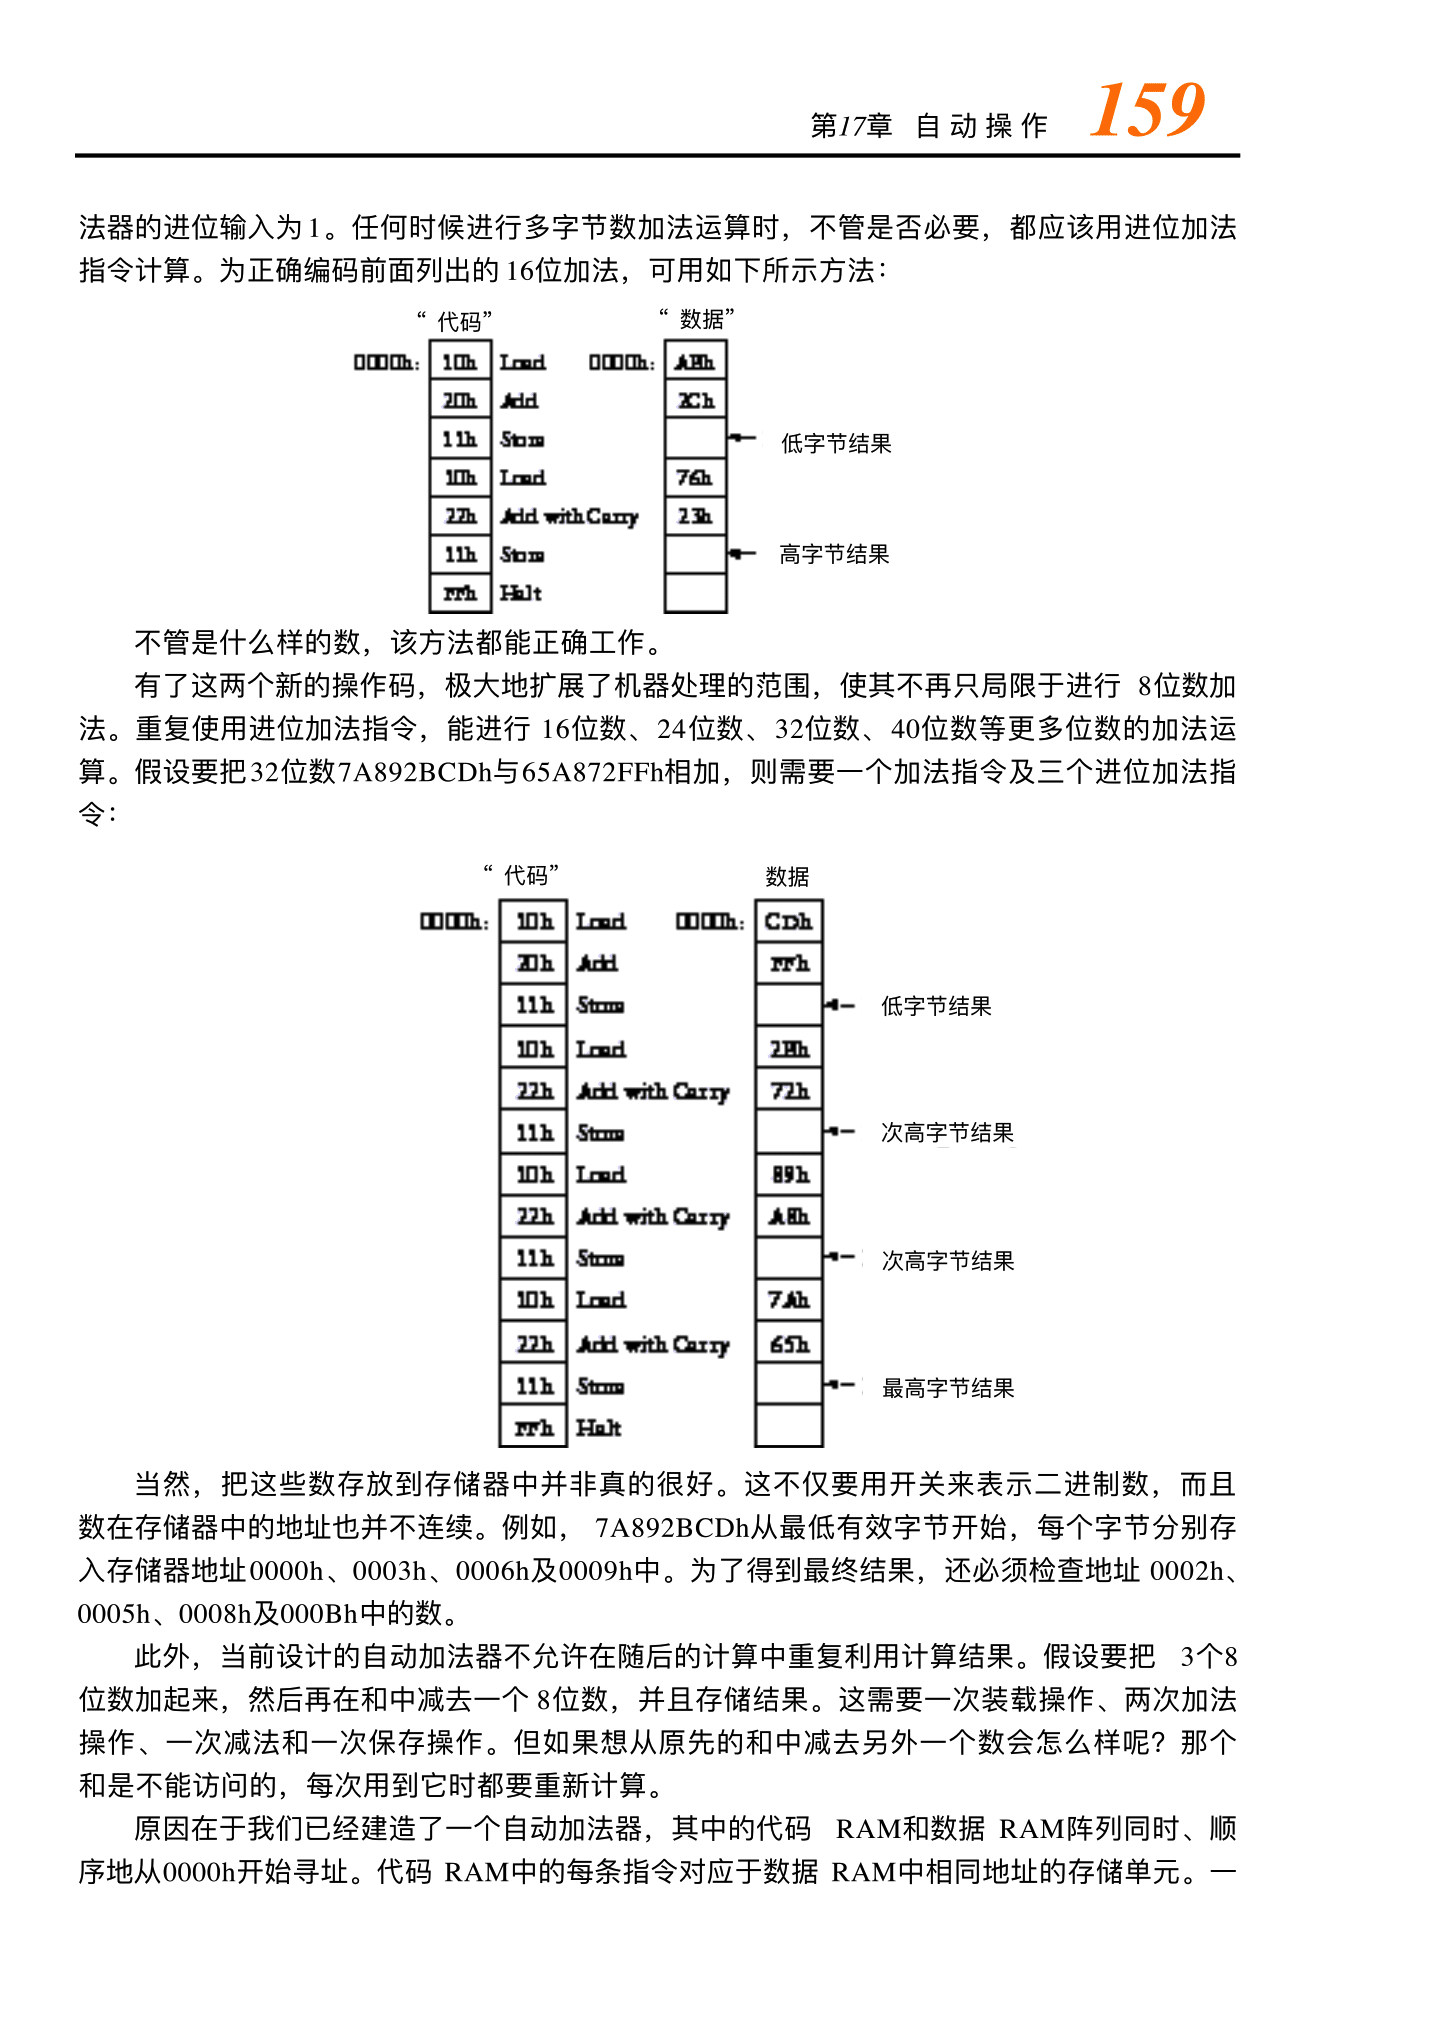 第17章 自动操作 159
法器的进位输入为1。任何时候进行多字节数加法运算时，不管是否必要，都应该用进位加法
指令计算。为正确编码前面列出的16位加法，可用如下所示方法：
“代码” “数据”
0000h: 10h Load 0000h: ABh
20h Add 2Ch
11h Store 低字节结果
10h Load 76h
22h Add with Carry 23h
11h Store 高字节结果
FFh Halt
不管是什么样的数，该方法都能正确工作。
有了这两个新的操作码，极大地扩展了机器处理的范围，使其不再只局限于进行 8位数加
法。重复使用进位加法指令，能进行 16位数、24位数、32位数、40位数等更多位数的加法运
算。假设要把32位数7A892BCDh与65A872FFh相加，则需要一个加法指令及三个进位加法指
令：
“代码” 数据
0000h: 10h Load 0000h: CDh
20h Add FFh
11h Store 低字节结果
10h Load 2Bh
22h Add with Carry 72h
11h Store 次高字节结果
10h Load 89h
22h Add with Carry A8h
11h Store 次高字节结果
10h Load 7Ah
22h Add with Carry 65h
11h Store 最高字节结果
FFh Halt
当然，把这些数存放到存储器中并非真的很好。这不仅要用开关来表示二进制数，而且
数在存储器中的地址也并不连续。例如， 7A892BCDh从最低有效字节开始，每个字节分别存
入存储器地址0000h、0003h、0006h及0009h中。为了得到最终结果，还必须检查地址 0002h、
0005h、0008h及000Bh中的数。
此外，当前设计的自动加法器不允许在随后的计算中重复利用计算结果。假设要把 3个8
位数加起来，然后再在和中减去一个 8位数，并且存储结果。这需要一次装载操作、两次加法
操作、一次减法和一次保存操作。但如果想从原先的和中减去另外一个数会怎么样呢？那个
和是不能访问的，每次用到它时都要重新计算。
原因在于我们已经建造了一个自动加法器，其中的代码 RAM和数据 RAM阵列同时、顺
序地从0000h开始寻址。代码 RAM中的每条指令对应于数据 RAM中相同地址的存储单元。一